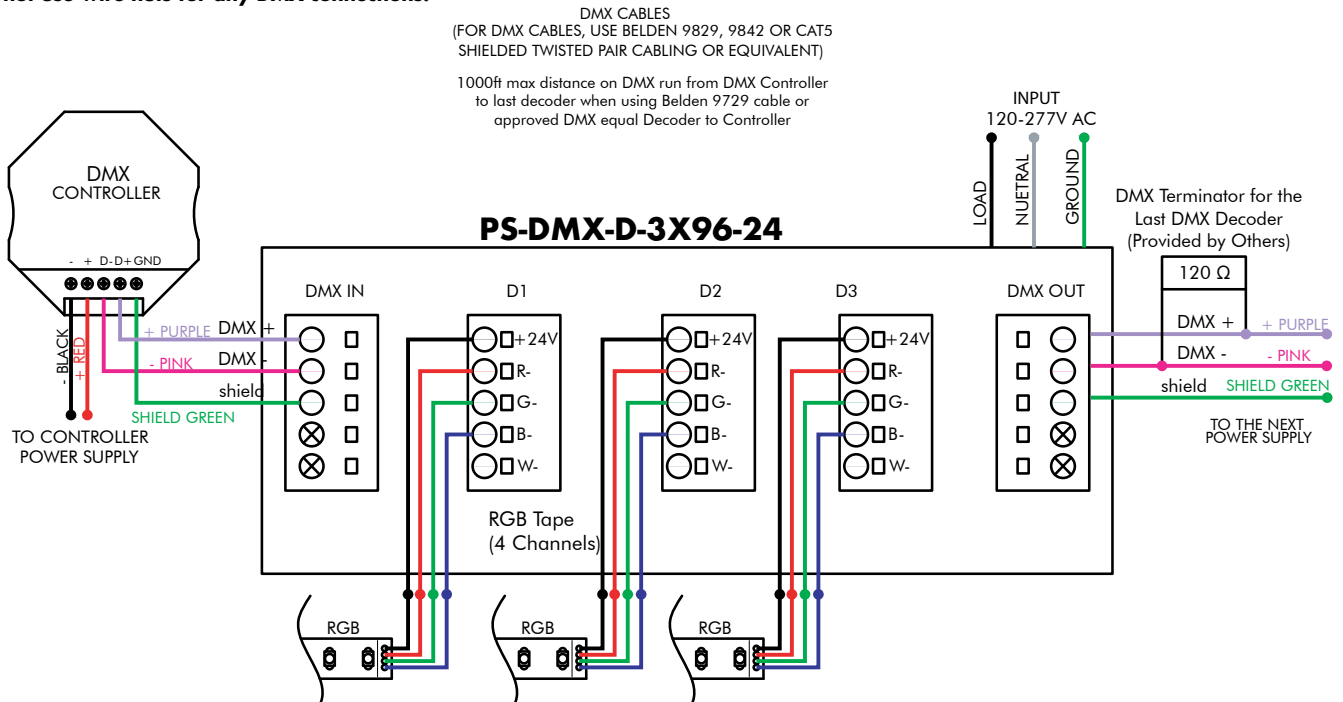 DMX CABLES
(FOR DMX CABLES, USE BELDEN 9829, 9842 OR CAT5
SHIELDED TWISTED PAIR CABLING OR EQUIVALENT)
1000ft max distance on DMX run from DMX Controller
to last decoder when using Belden 9729 cable or
approved DMX equal Decoder to Controller
INPUT
120-277V AC
LOAD
NUETRAL
GROUND
DMX
CONTROLLER
- + D- D+ GND
- BLACK
+ RED
TO CONTROLLER
POWER SUPPLY
+ PURPLE DMX +
- PINK DMX -
shield
SHIELD GREEN
PS-DMX-D-3X96-24
DMX IN
D1
+24V
R-
G-
B-
W-
D2
+24V
R-
G-
B-
W-
D3
+24V
R-
G-
B-
W-
DMX OUT
RGB Tape
(4 Channels)
RGB
RGB
RGB
DMX Terminator for the
Last DMX Decoder
(Provided by Others)
120 Ω
DMX + + PURPLE
DMX - - PINK
shield SHIELD GREEN
TO THE NEXT
POWER SUPPLY